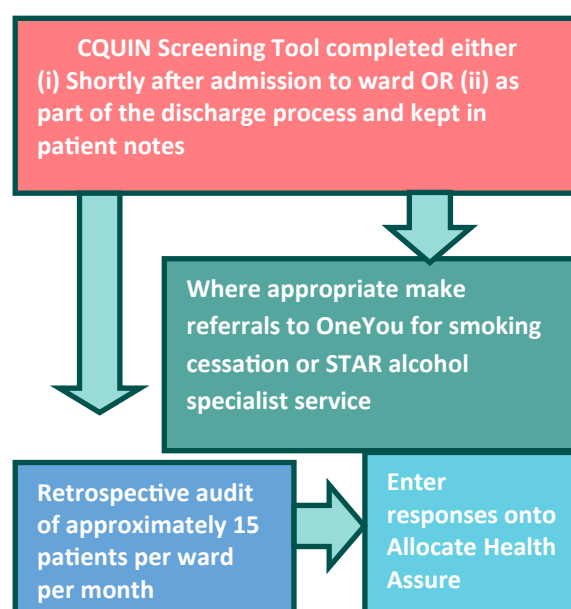 CQUIN Screening Tool completed either
(i) Shortly after admission to ward OR (ii) as
part of the discharge process and kept in
patient notes
Where appropriate make
referrals to OneYou for smoking
cessation or STAR alcohol
specialist service
Retrospective audit
of approximately 15
patients per ward
per month
Enter
responses onto
Allocate Health
Assure